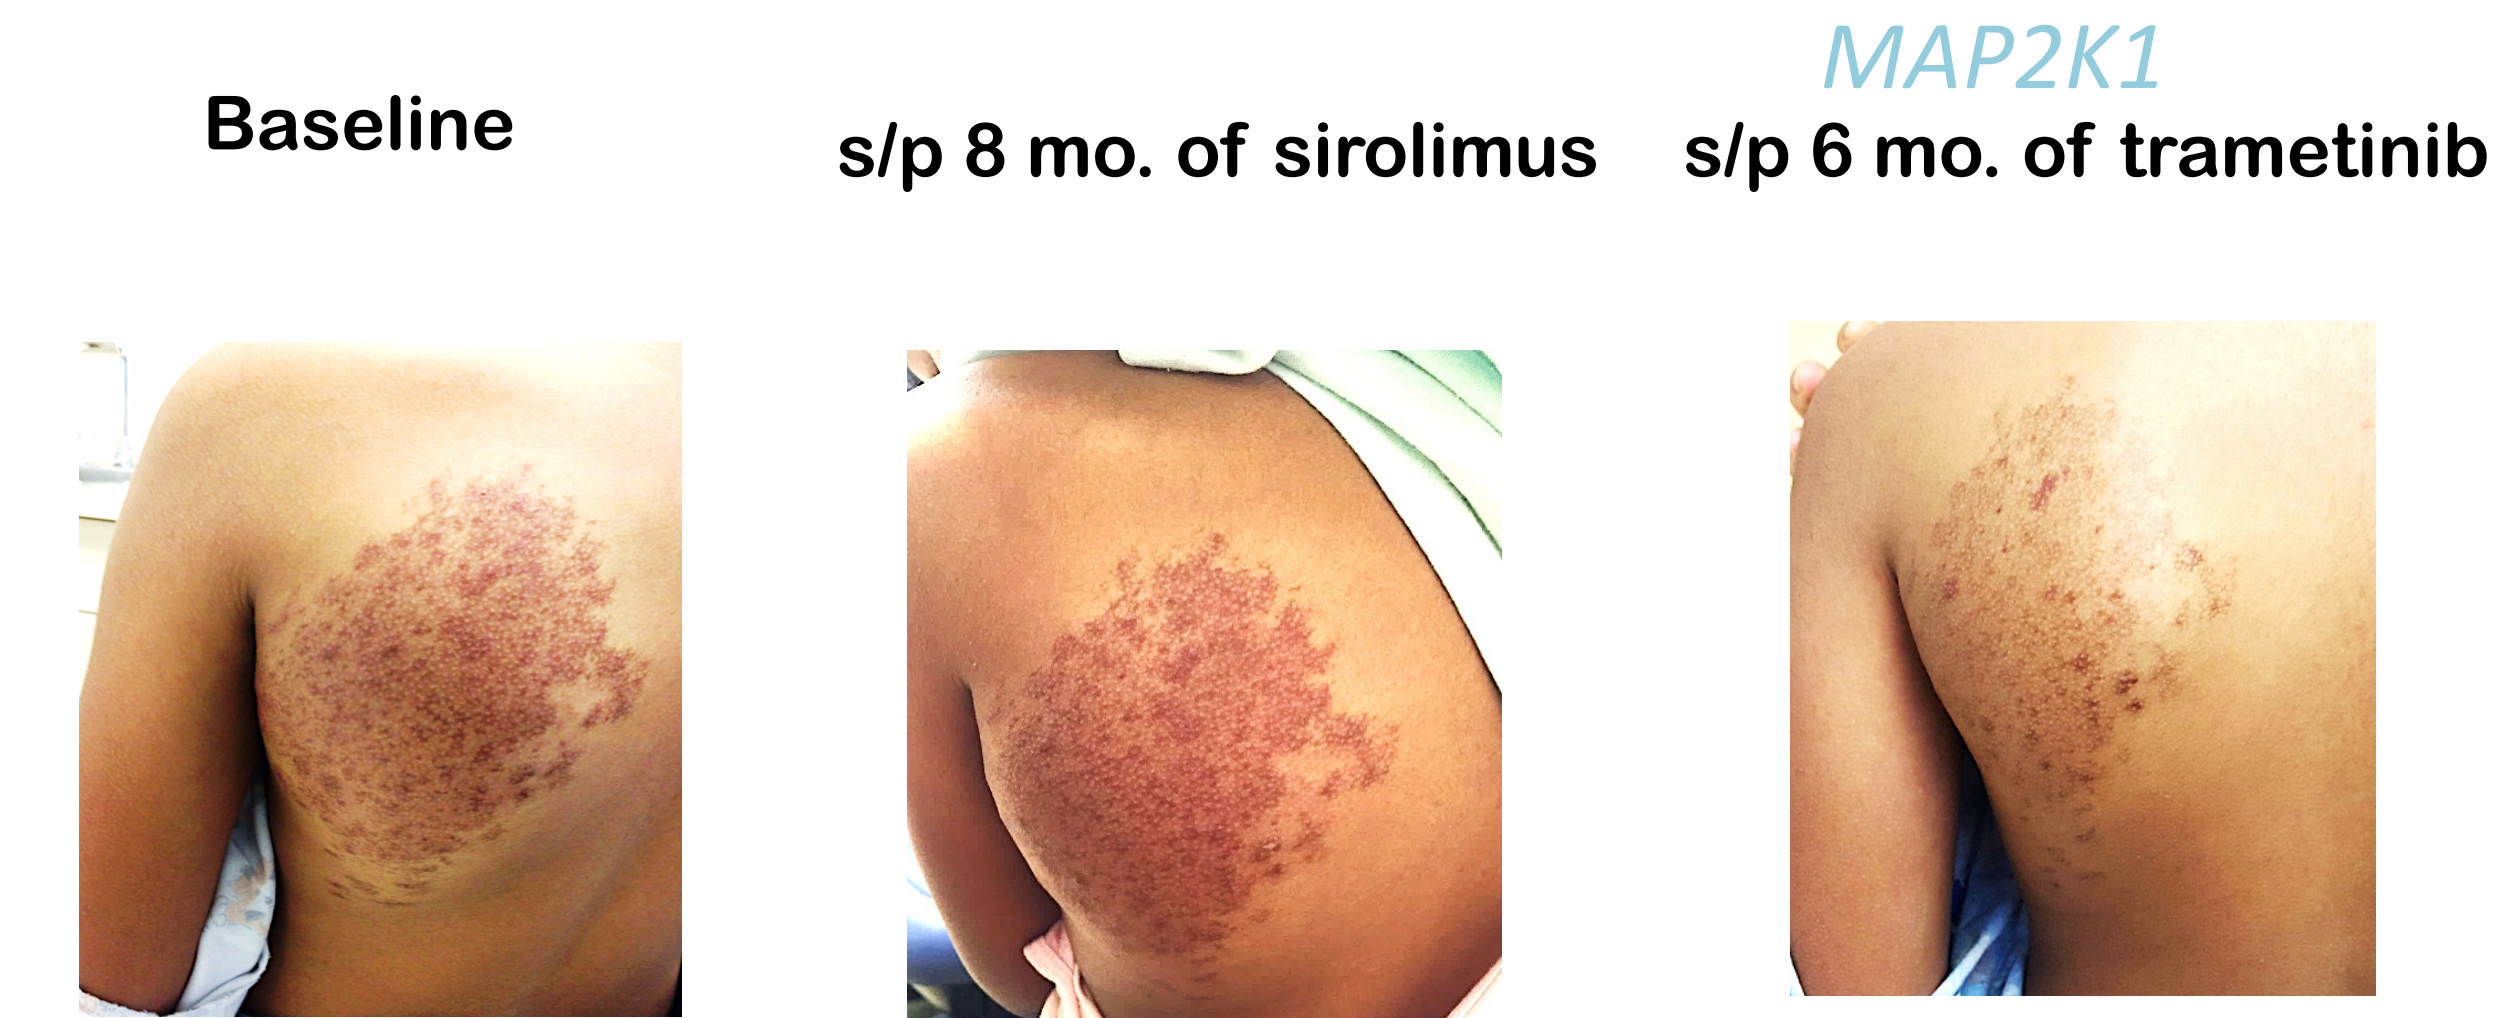 Baseline
s/p 8 mo. of sirolimus
MAP2K1
s/p 6 mo. of trametinib